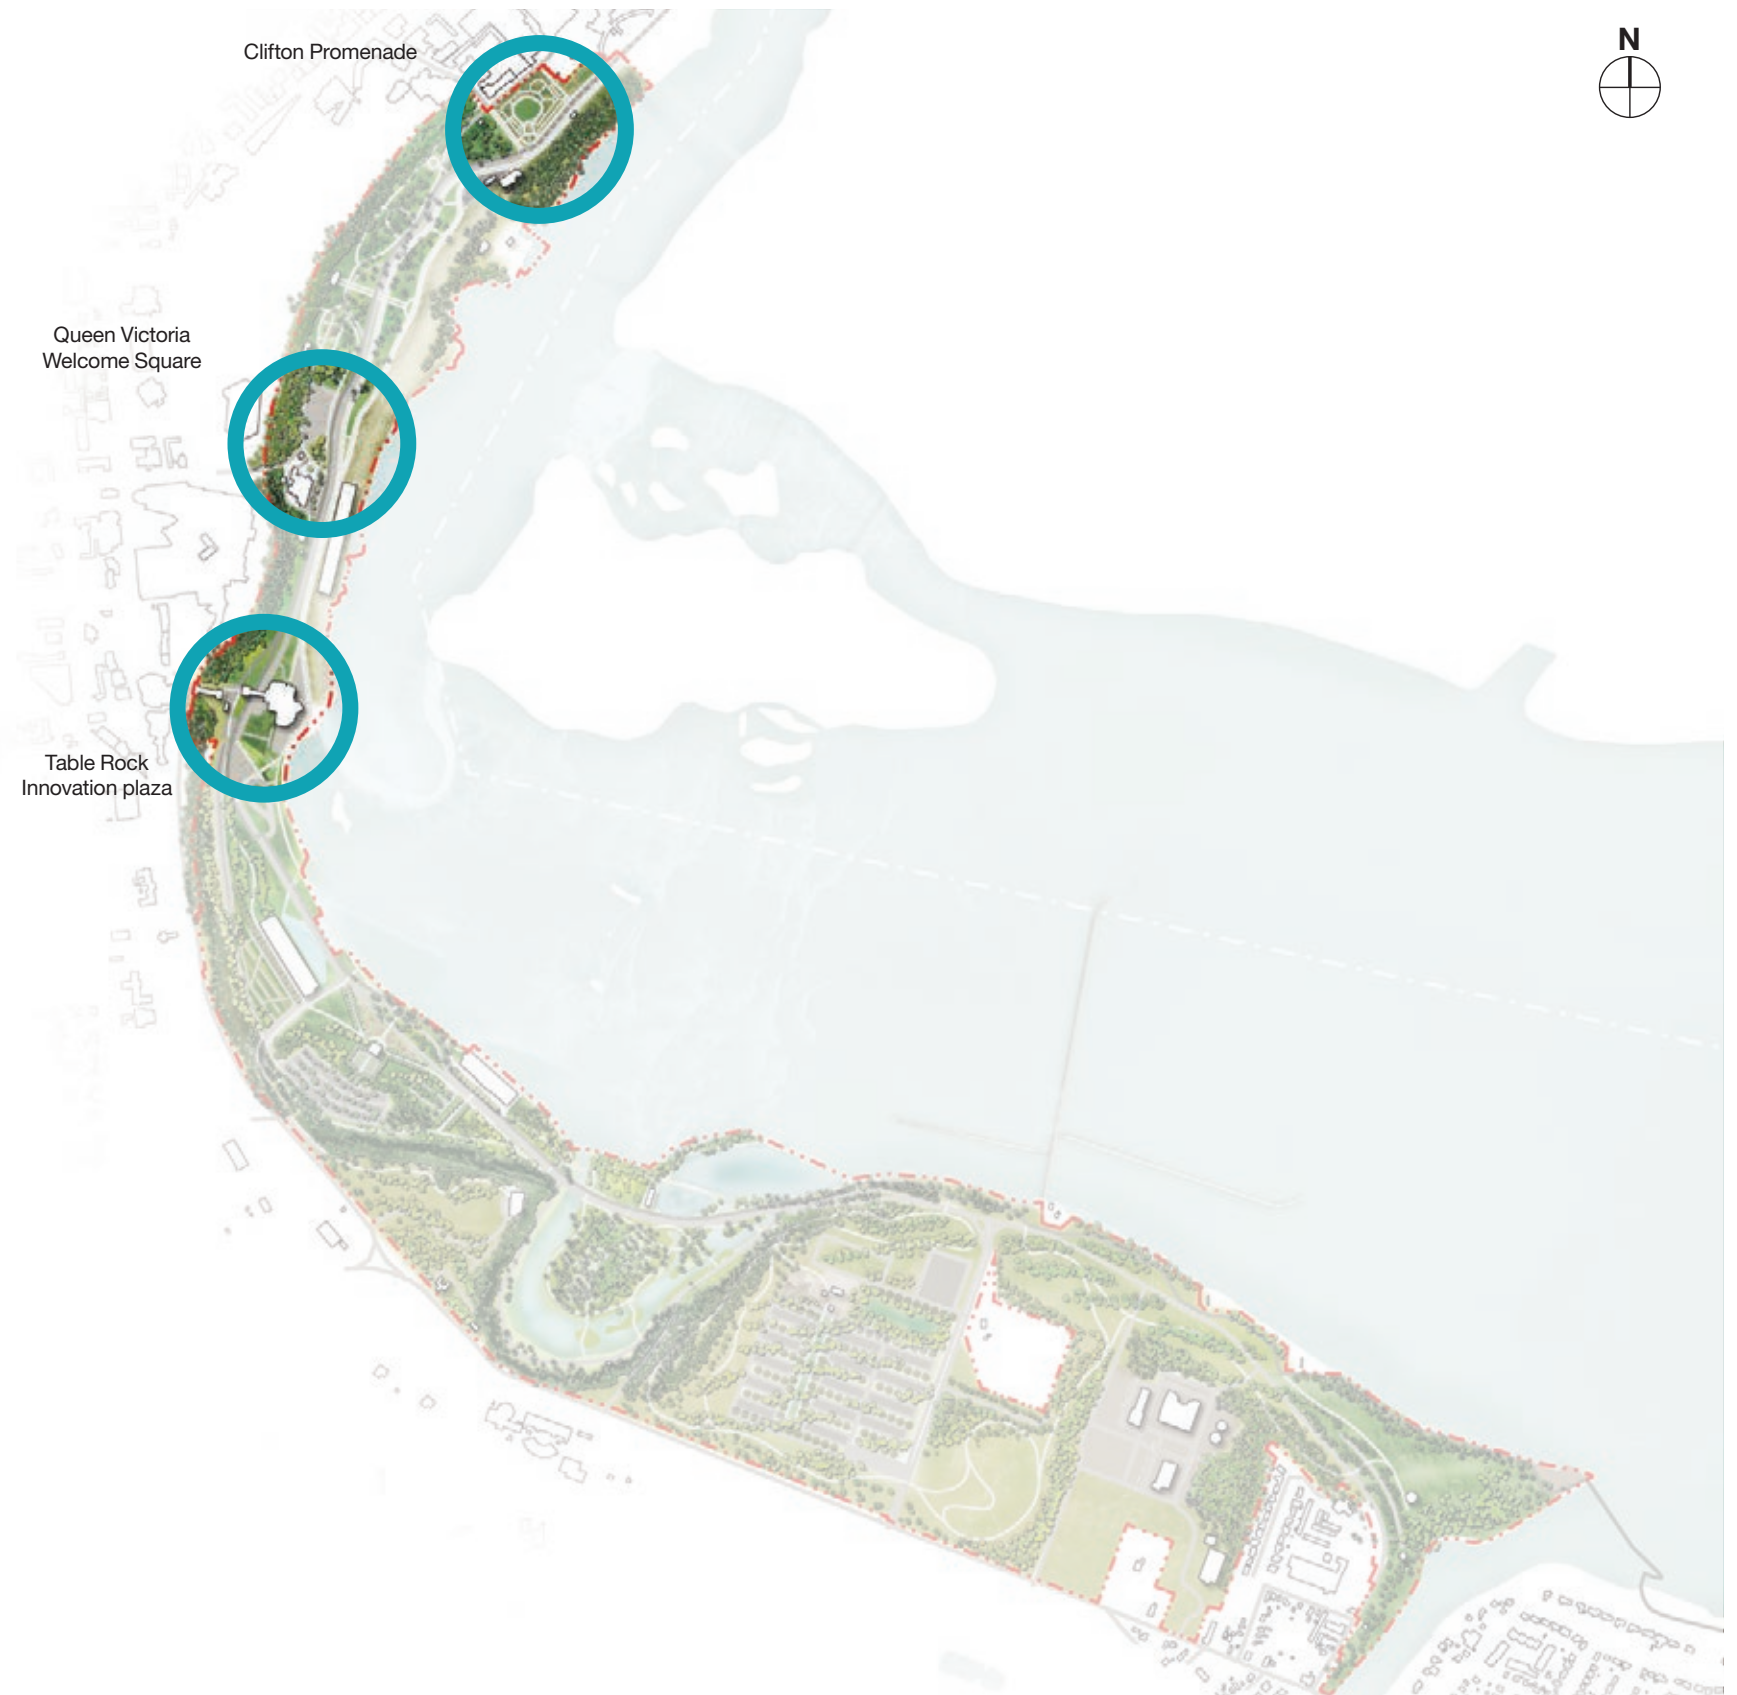 Clifton Promenade
N
Queen Victoria
Welcome Square
Table Rock
Innovation plaza